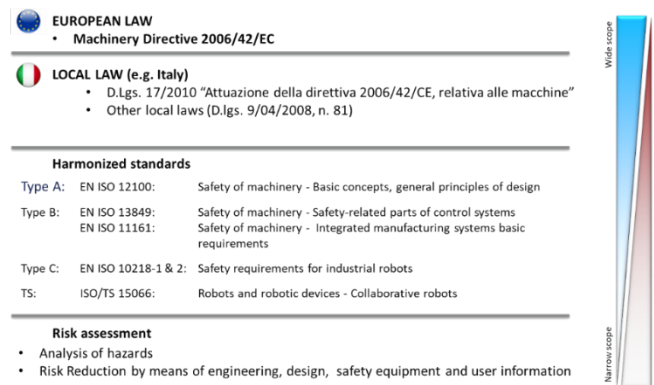 EUROPEAN LAW
• Machinery Directive 2006/42/EC
LOCAL LAW (e.g. Italy)
• D.Lgs. 17/2010 “Attuazione della direttiva 2006/42/CE, relativa alle macchine”
• Other local laws (D.lgs. 9/04/2008, n. 81)
Harmonized standards
Type A: EN ISO 12100: Safety of machinery - Basic concepts, general principles of design
Type B: EN ISO 13849: Safety of machinery - Safety-related parts of control systems
EN ISO 11161: Safety of machinery - Integrated manufacturing systems basic
requirements
Type C: EN ISO 10218-1 & 2: Safety requirements for industrial robots
TS: ISO/TS 15066: Robots and robotic devices - Collaborative robots
Risk assessment
• Analysis of hazards
• Risk Reduction by means of engineering, design, safety equipment and user information
Wide scope
Narrow scope